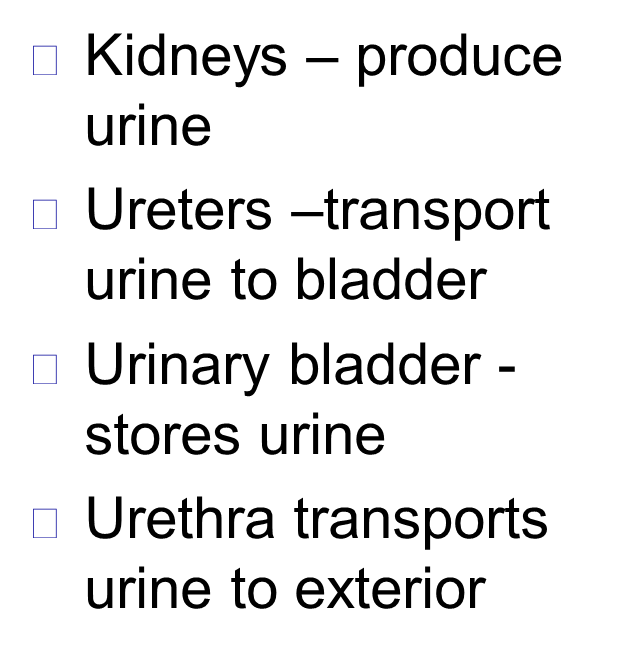 Kidneys – produce
urine
Ureters –transport
urine to bladder
Urinary bladder -
stores urine
Urethra transports
urine to exterior